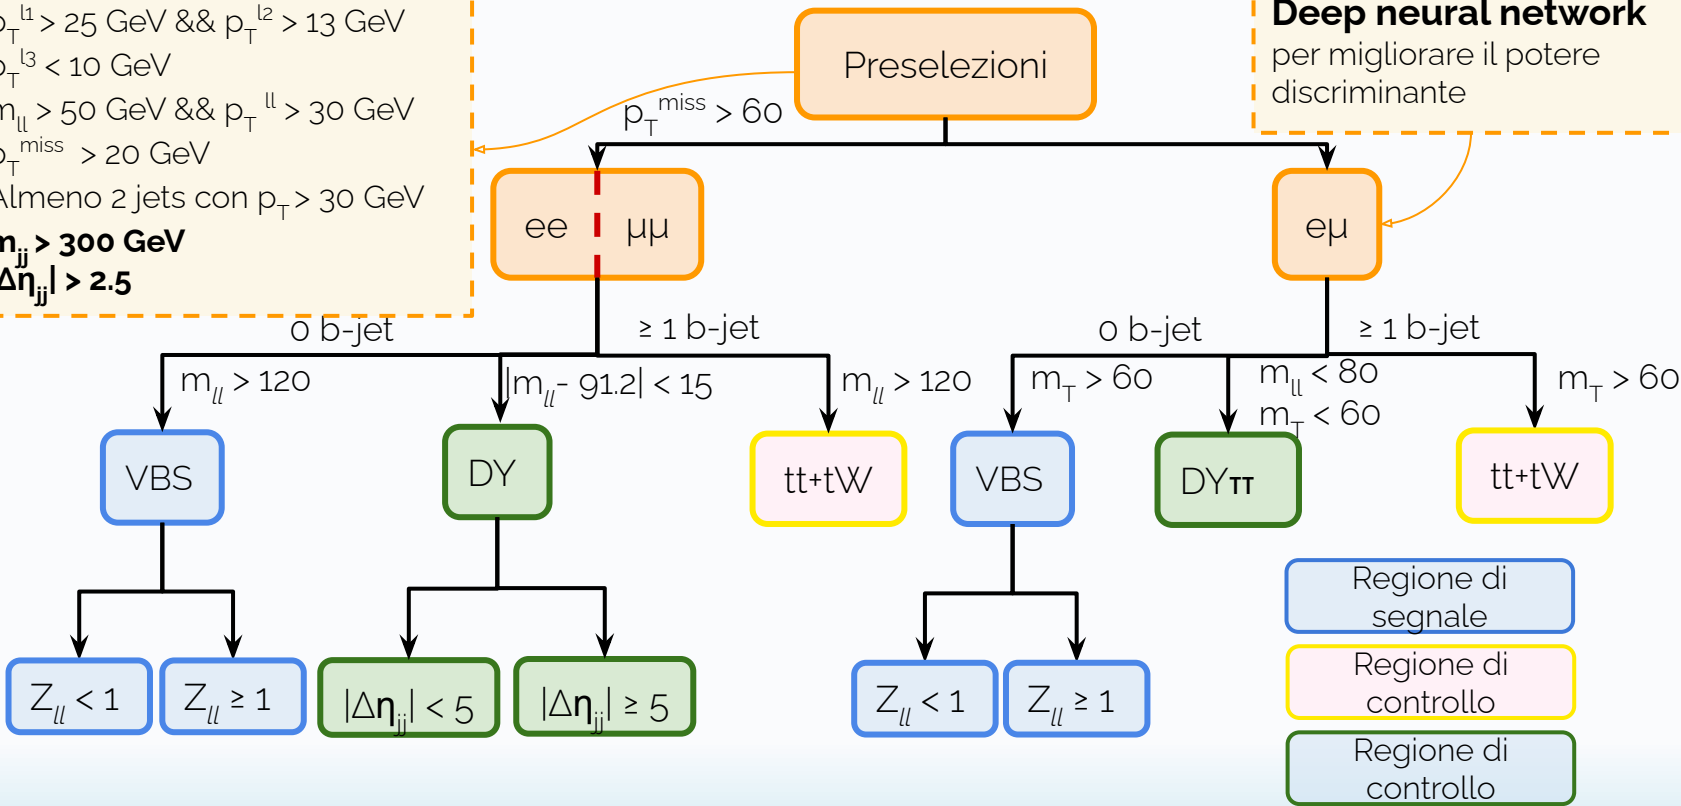 p_T^l1 > 25 GeV && p_T^l2 > 13 GeV
p_T^l3 < 10 GeV
m_ll > 50 GeV && p_T^ll > 30 GeV
p_T^miss > 20 GeV
Almeno 2 jets con p_T > 30 GeV
m_jj > 300 GeV
|Δη_jj| > 2.5
Preselezioni
Deep neural network
per migliorare il potere
discriminante
p_T^miss > 60
ee
μμ
eμ
0 b-jet
≥ 1 b-jet
0 b-jet
≥ 1 b-jet
m_ll > 120
|m_ll - 91.2| < 15
m_ll > 120
m_T > 60
m_ll < 80
m_T < 60
m_T > 60
VBS
DY
tt+tW
VBS
DYττ
tt+tW
Z_ll < 1
Z_ll ≥ 1
|Δη_jj| < 5
|Δη_jj| ≥ 5
Z_ll < 1
Z_ll ≥ 1
Regione di
segnale
Regione di
controllo
Regione di
controllo